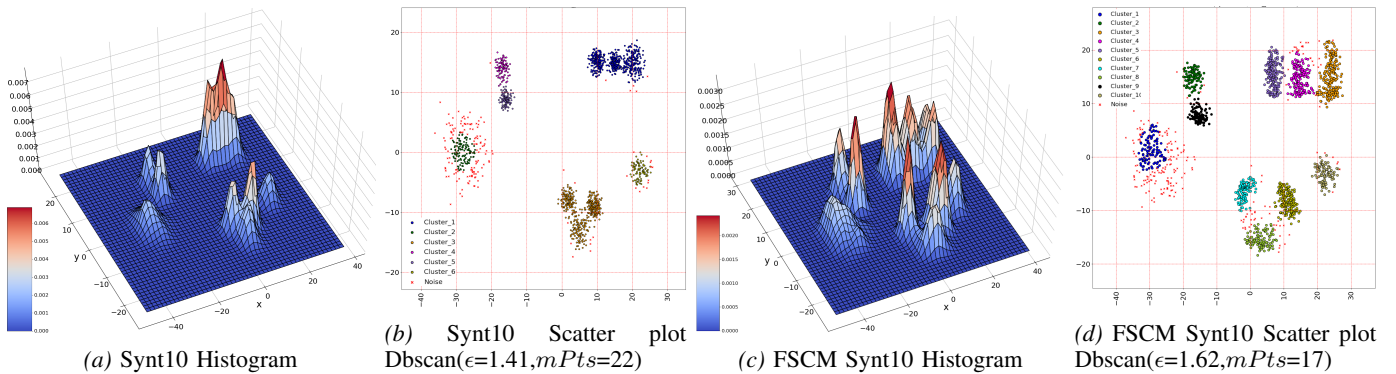 0.007
0.006
0.005
0.004
0.003
0.002
0.001
0.000
0.006
0.005
0.004
0.003
0.002
0.001
0.000
20
10
y 0
−10
−20
−40
−20
0
20
40
x
(a) Synt10 Histogram
20
10
0
−10
−20
−40
−30
−20
−10
0
10
20
30
Cluster_1
Cluster_2
Cluster_3
Cluster_4
Cluster_5
Cluster_6
Noise
(b) Synt10 Scatter plot
Dbscan(ϵ=1.41,mPts=22)
0.0030
0.0025
0.0020
0.0015
0.0010
0.0005
0.0000
0.0020
0.0015
0.0010
0.0005
0.0000
30
20
10
y 0
−10
−20
−40
−20
0
20
40
x
(c) FSCM Synt10 Histogram
Cluster_1
Cluster_2
Cluster_3
Cluster_4
Cluster_5
Cluster_6
Cluster_7
Cluster_8
Cluster_9
Cluster_1(
Noise
20
10
0
−10
−20
−40
−30
−20
−10
0
10
20
30
(d) FSCM Synt10 Scatter plot
Dbscan(ϵ=1.62,mPts=17)